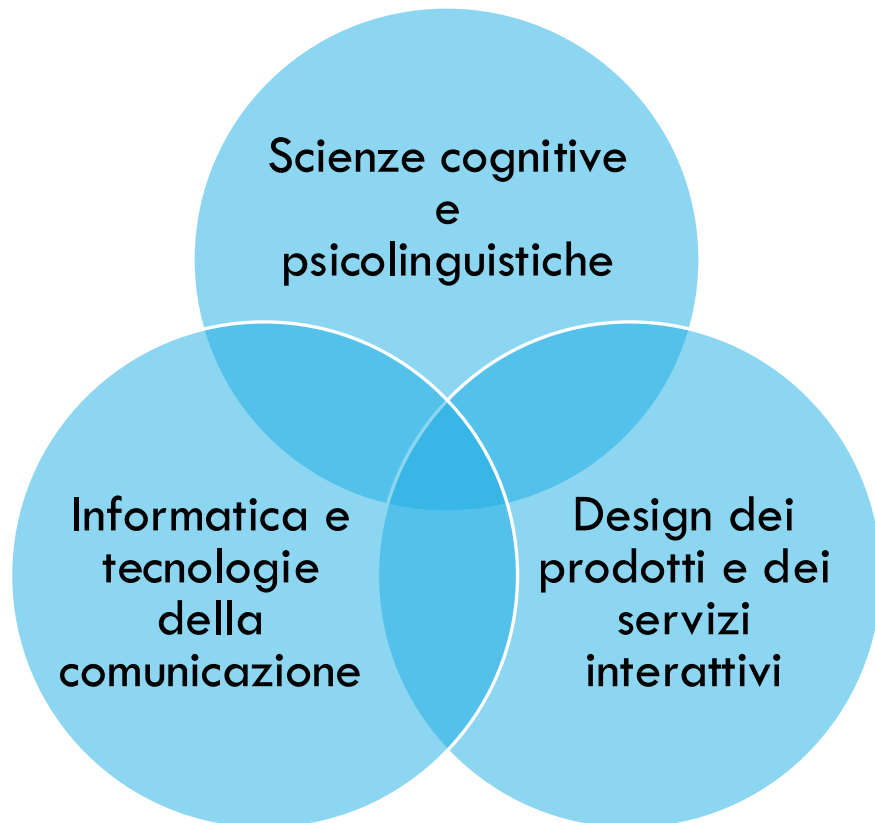 Scienze cognitive
e
psicolinguistiche
Informatica e
tecnologie
della
comunicazione
Design dei
prodotti e dei
servizi
interattivi